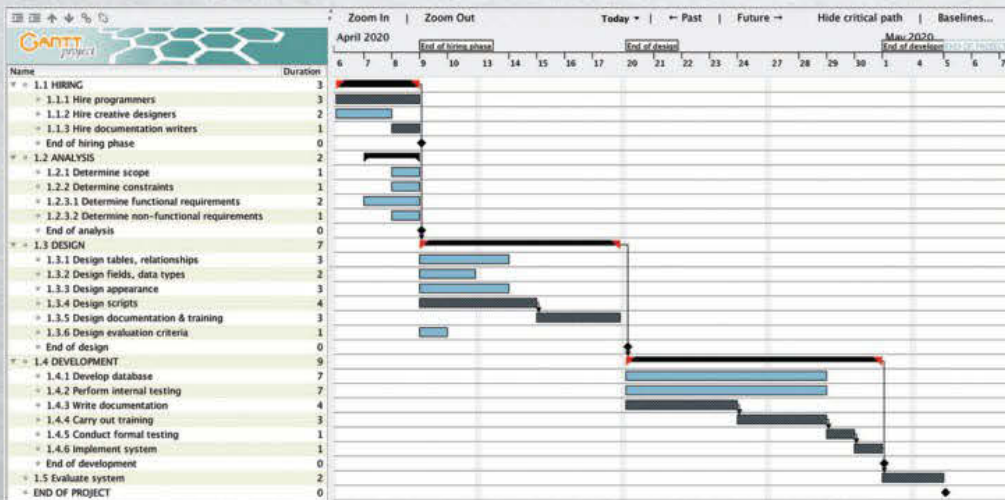 Zoom In | Zoom Out Today | ← Past | Future → Hide critical path | Baselines...
GANTT project
April 2020 May 2020
End of hiring phase End of design End of developm
Name Duration 6 7 8 9 10 13 14 15 16 17 20 21 22 23 24 27 28 29 30 1 4 5 6
1.1 HIRING 3
1.1.1 Hire programmers 3
1.1.2 Hire creative designers 2
1.1.3 Hire documentation writers 1
End of hiring phase 0
1.2 ANALYSIS 2
1.2.1 Determine scope 1
1.2.2 Determine constraints 1
1.2.3.1 Determine functional requirements 2
1.2.3.2 Determine non-functional requirements 1
End of analysis 0
1.3 DESIGN 7
1.3.1 Design tables, relationships 3
1.3.2 Design fields, data types 2
1.3.3 Design appearance 3
1.3.4 Design scripts 4
1.3.5 Design documentation & training 3
1.3.6 Design evaluation criteria 1
End of design 0
1.4 DEVELOPMENT 9
1.4.1 Develop database 7
1.4.2 Perform internal testing 7
1.4.3 Write documentation 4
1.4.4 Carry out training 3
1.4.5 Conduct formal testing 1
1.4.6 Implement system 1
End of development 0
1.5 Evaluate system 2
END OF PROJECT 0